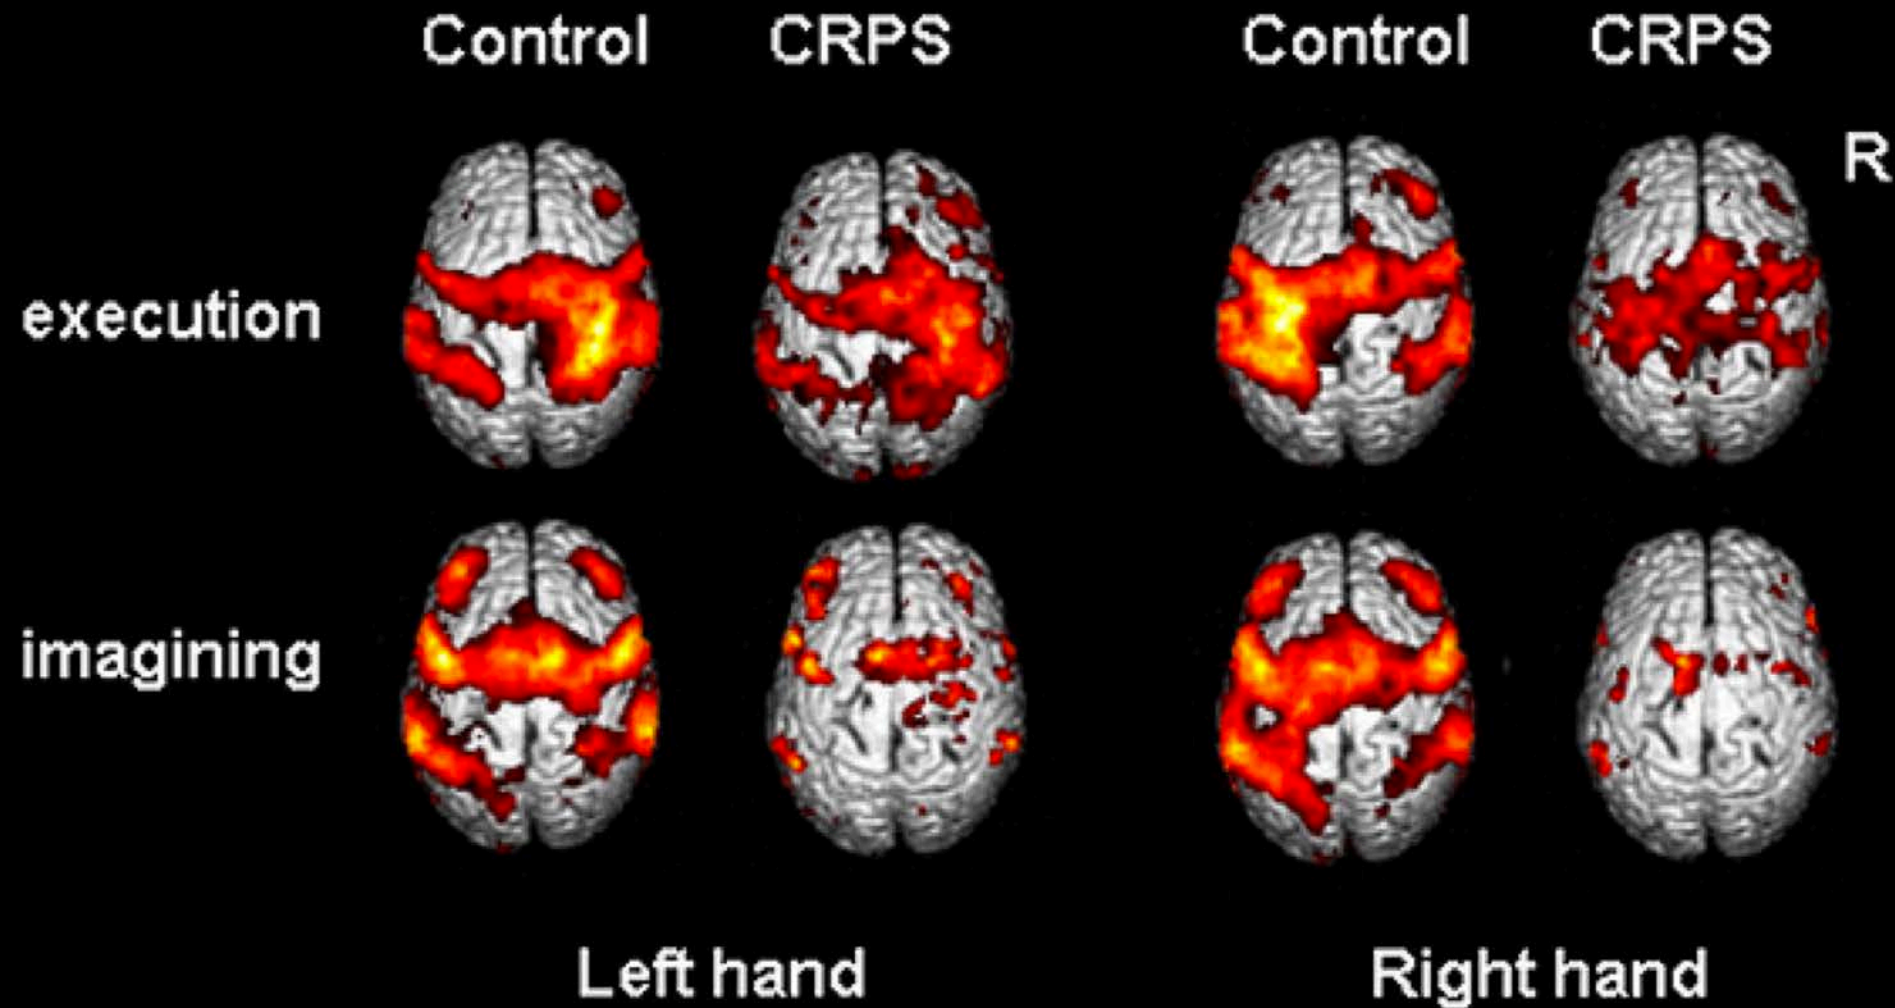 Control CRPS Control CRPS
R
execution
imagining
Left hand Right hand